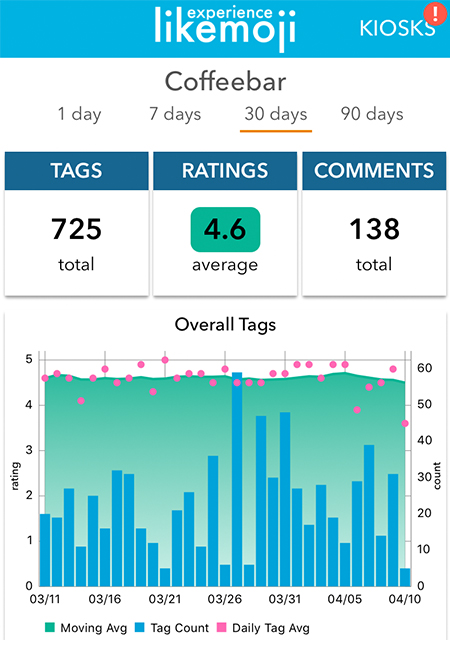 experience
likemoji
KIOSKS !
Coffeebar
1 day 7 days 30 days 90 days
TAGS RATINGS COMMENTS
725 4.6 138
total average total
Overall Tags
5 60
50
4
40
3
rating count
30
2
20
1
10
0 0
03/11 03/16 03/21 03/26 03/31 04/05 04/10
Moving Avg Tag Count Daily Tag Avg